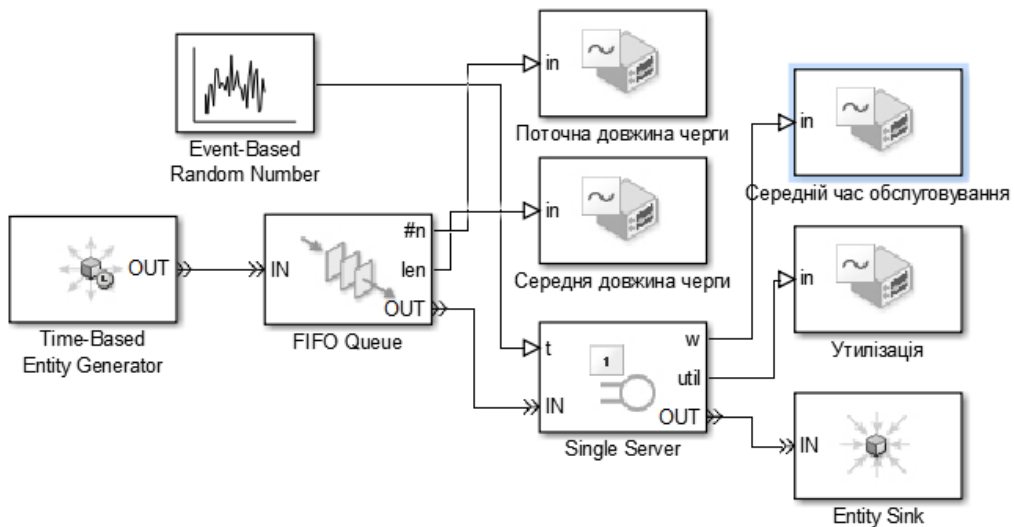 in
Поточна довжина черги
Event-Based
Random Number
in
Середній час обслуговування
in
Середня довжина черги
OUT
Time-Based
Entity Generator
IN
#n
len
OUT
FIFO Queue
in
Утилізація
t
IN
1
w
util
OUT
Single Server
IN
Entity Sink